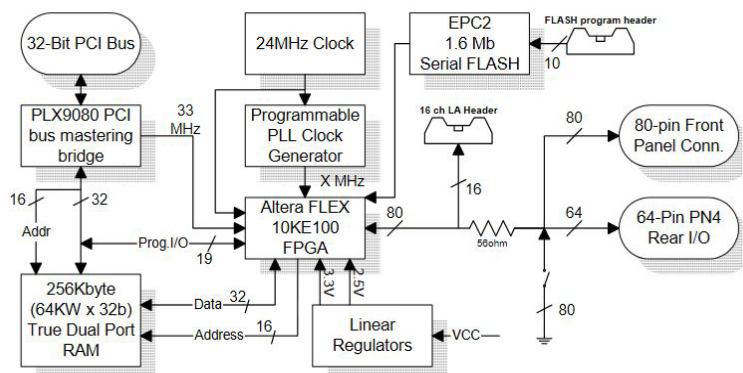 32-Bit PCI Bus
24MHz Clock
EPC2
1.6 Mb
Serial FLASH
FLASH program header
10
PLX9080 PCI
bus mastering
bridge
33
MHz
Programmable
PLL Clock
Generator
16 ch LA Header
80
80-pin Front
Panel Conn.
16
32
Addr
X MHz
16
Altera FLEX
10KE100
FPGA
80
56ohm
64
64-Pin PN4
Rear I/O
Prog.I/O
19
256Kbyte
(64KW x 32b)
True Dual Port
RAM
Data
32
Address
16
3.3V
2.5V
Linear
Regulators
VCC
80